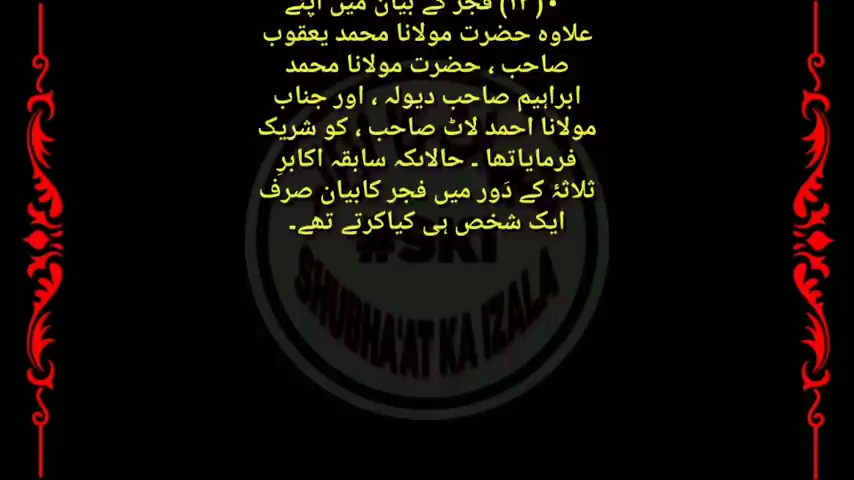 • (۱۳) فجر کے بیان میں اپنے
علاوہ حضرت مولانا محمد یعقوب
صاحب ، حضرت مولانا محمد
ابراہیم صاحب دیولہ ، اور جناب
مولانا احمد لاٹ صاحب ، کو شریک
فرمایاتھا ۔ حالانکہ سابقہ اکابرِ
ثلاثۂ کے دَور میں فجر کابیان صرف
ایک شخص ہی کیاکرتے تھے۔
#SKI
SHUBHA'AT KA IZALA